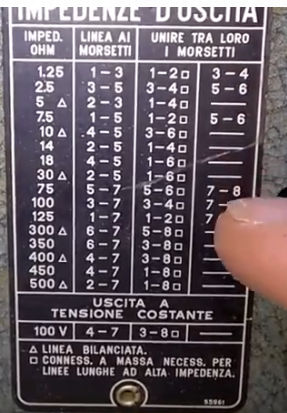 IMPEDENZE D'USCITA
IMPED. OHM LINEA AI MORSETTI UNIRE TRA LORO I MORSETTI
1.25 1-3 1-2□ 3-4
2.5 3-5 3-4□ 5-6
5 △ 2-3 1-4□ —
7.5 1-5 1-2□ 5-6
10 △ 4-5 3-6□ —
14 2-5 1-4□ —
18 4-5 1-6□ —
30 △ 2-5 1-6□ —
75 5-7 5-6□ 7-8
100 3-7 3-4□ 7-
125 1-7 1-2□ 7
300 △ 6-7 5-8□
350 6-7 3-8□
400 △ 4-7 3-8□
450 4-7 1-8□
500 △ 2-7 1-8□ —
USCITA A
TENSIONE COSTANTE
100 V 4-7 3-8□ —
△ LINEA BILANCIATA.
□ CONNESS. A MASSA NECESS. PER
LINEE LUNGHE AD ALTA IMPEDENZA.
55961